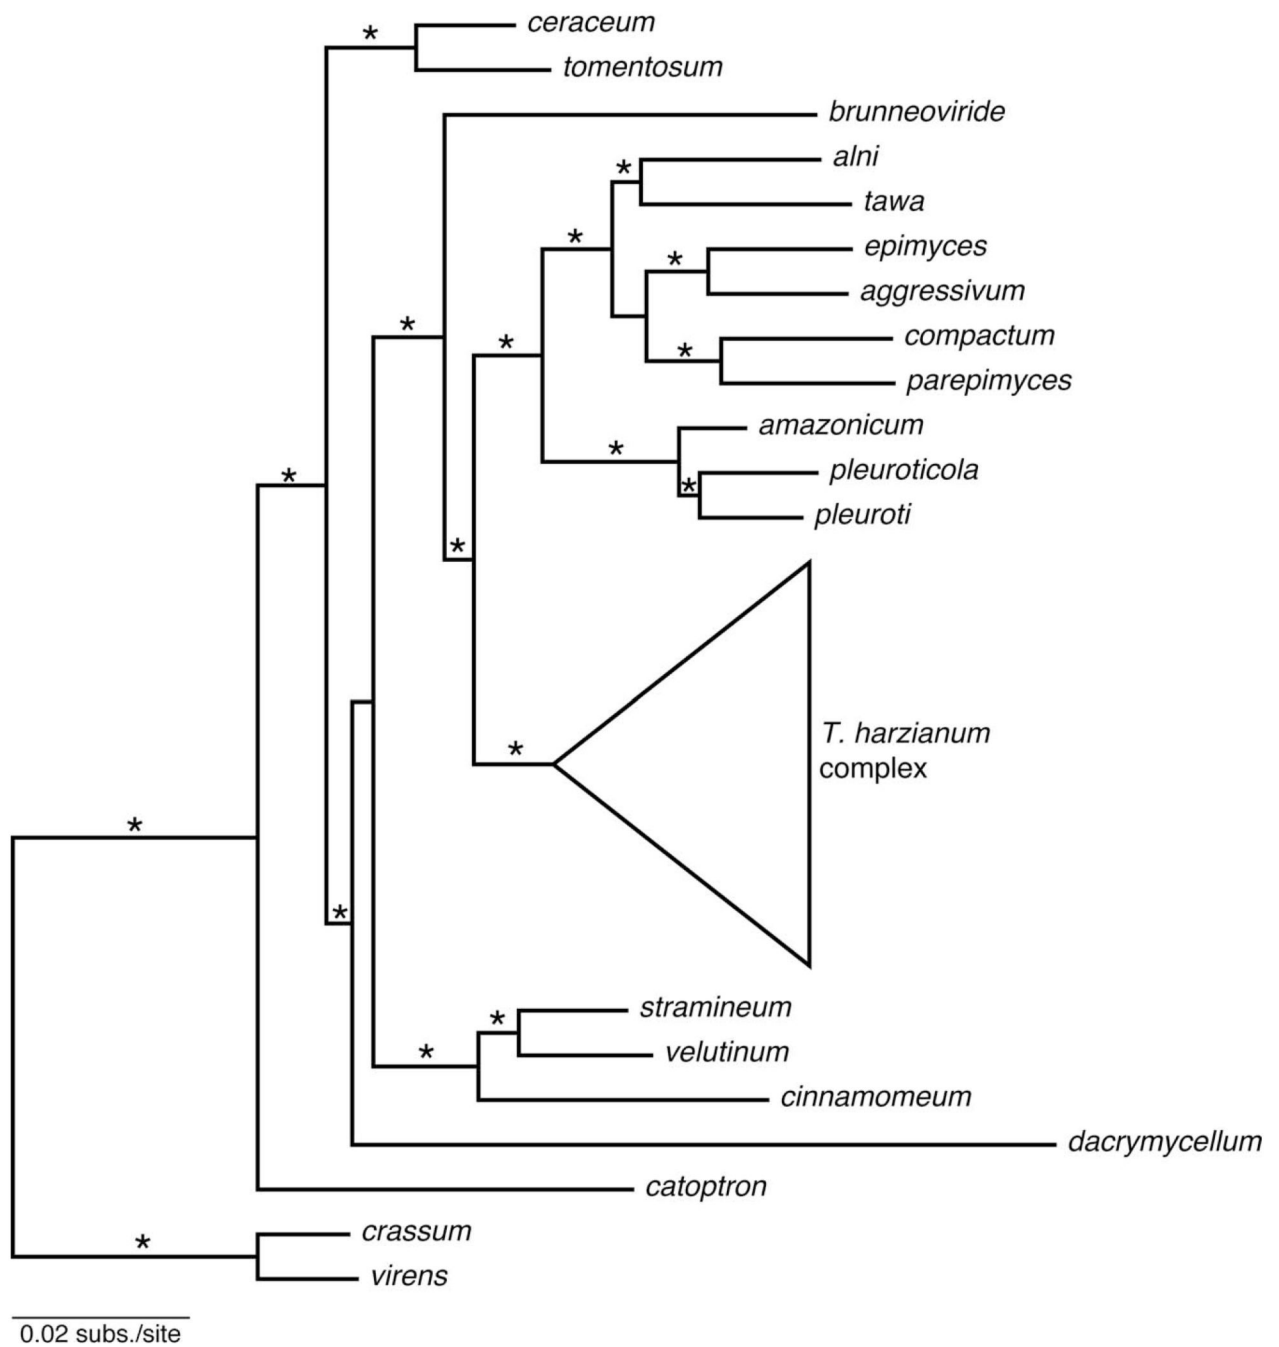 ceraceum
tomentosum
brunneoviride
alni
tawa
epimyces
aggressivum
compactum
parepimyces
amazonicum
pleuroticola
pleuroti
T. harzianum
complex
stramineum
velutinum
cinnamomeum
dacrymycellum
catoptron
crassum
virens
0.02 subs./site